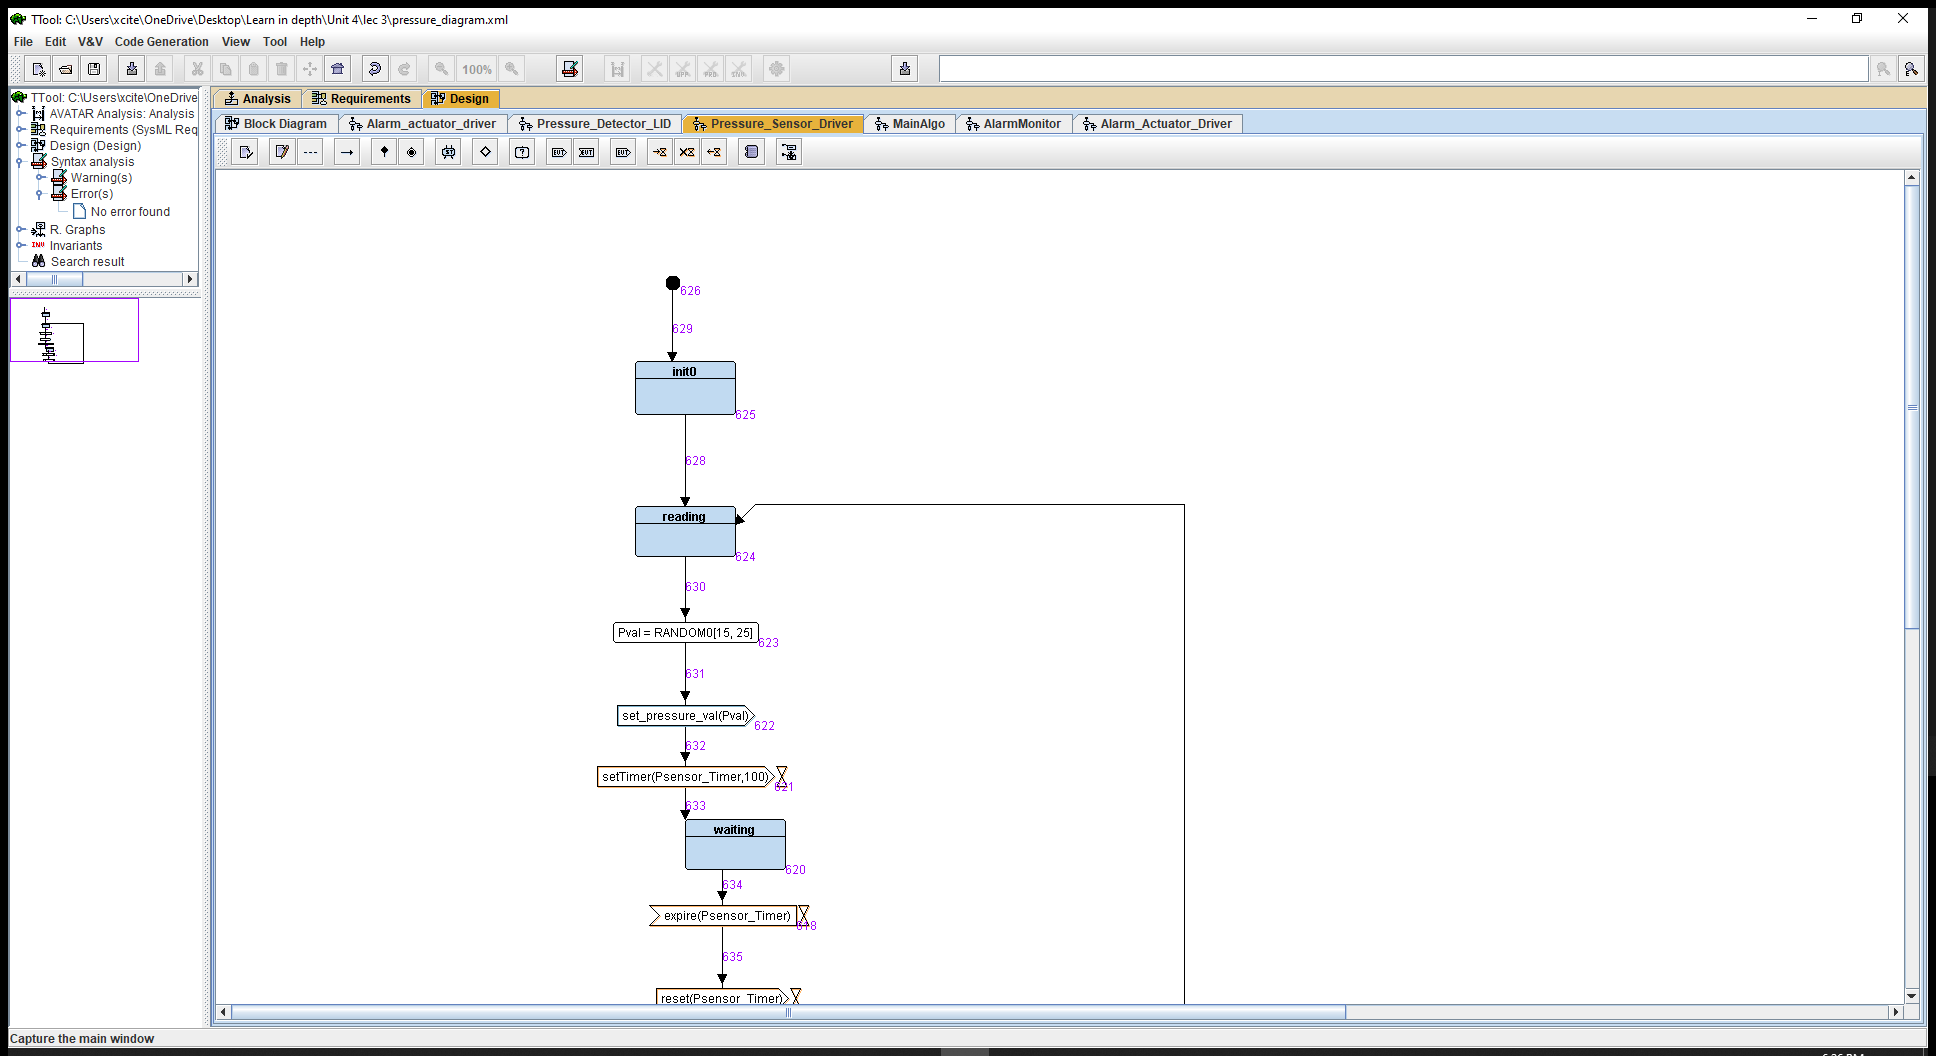 TTool: C:\Users\xcite\OneDrive\Desktop\Learn in depth\Unit 4\lec 3\pressure_diagram.xml
File Edit V&V Code Generation View Tool Help
100%
TTool: C:\Users\xcite\OneDrive
AVATAR Analysis: Analysis
Requirements (SysML Req
Design (Design)
Syntax analysis
Warning(s)
Error(s)
No error found
R. Graphs
INV Invariants
Search result
Analysis Requirements Design
Block Diagram Alarm_actuator_driver Pressure_Detector_LID Pressure_Sensor_Driver MainAlgo AlarmMonitor Alarm_Actuator_Driver
626
629
init0
625
628
reading
624
630
Pval = RANDOM0[15, 25]
623
631
set_pressure_val(Pval)
622
632
setTimer(Psensor_Timer,100)
621
633
waiting
620
634
expire(Psensor_Timer)
618
635
reset(Psensor_Timer)
Capture the main window